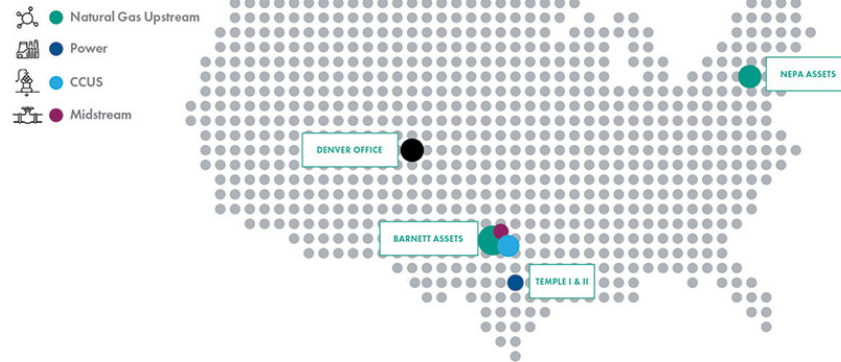 Natural Gas Upstream
Power
CCUS
Midstream
NEPA ASSETS
DENVER OFFICE
BARNETT ASSETS
TEMPLE I & II